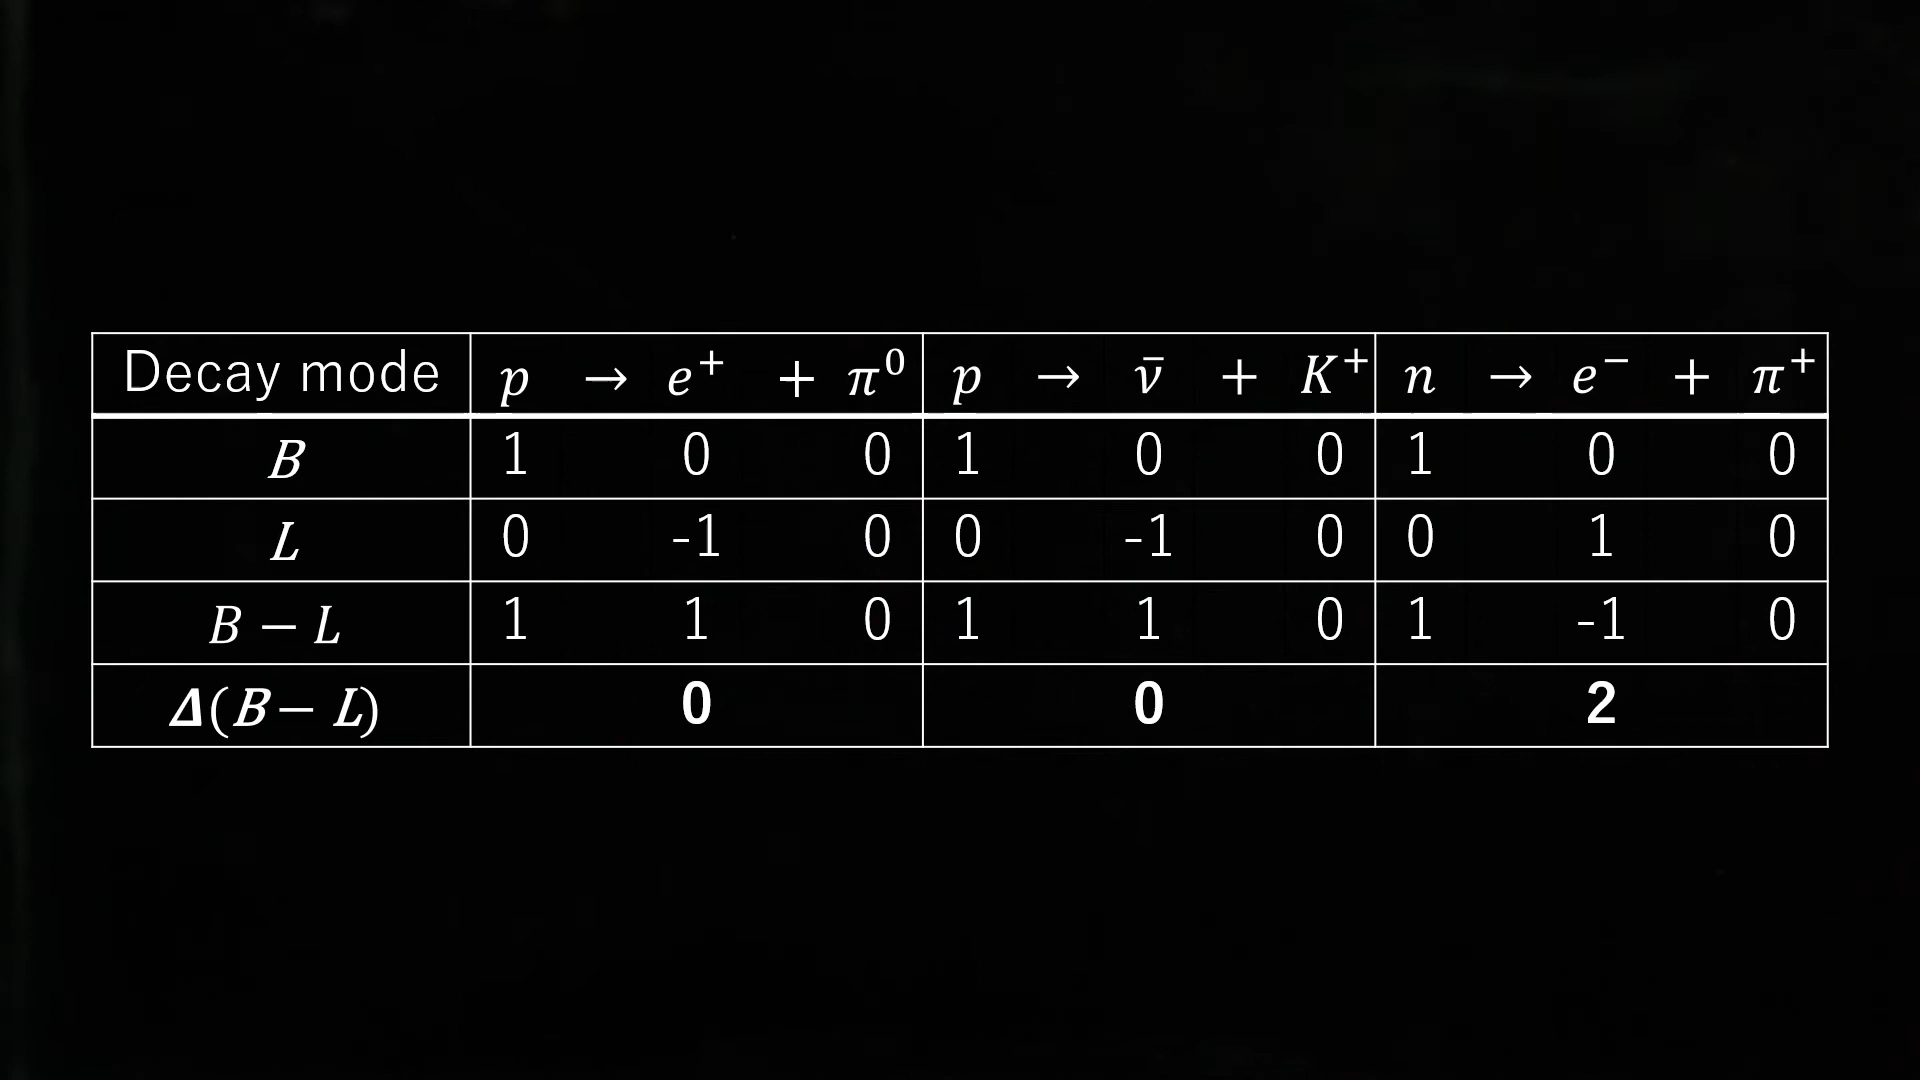 Decay mode p → e⁺ + π⁰ p → ν̄ + K⁺ n → e⁻ + π⁺
B 1 0 0 1 0 0 1 0 0
L 0 -1 0 0 -1 0 0 1 0
B − L 1 1 0 1 1 0 1 -1 0
Δ(B − L) 0 0 2